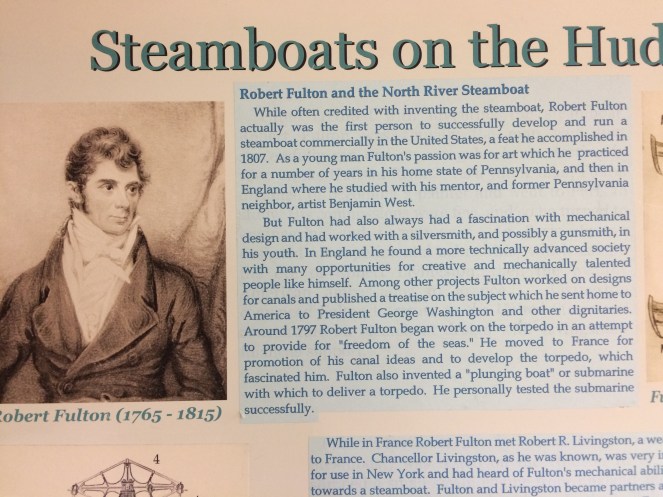 Steamboats on the Hud
Robert Fulton and the North River Steamboat
While often credited with inventing the steamboat, Robert Fulton
actually was the first person to successfully develop and run a
steamboat commercially in the United States, a feat he accomplished in
1807. As a young man Fulton's passion was for art which he practiced
for a number of years in his home state of Pennsylvania, and then in
England where he studied with his mentor, and former Pennsylvania
neighbor, artist Benjamin West.
But Fulton had also always had a fascination with mechanical
design and had worked with a silversmith, and possibly a gunsmith, in
his youth. In England he found a more technically advanced society
with many opportunities for creative and mechanically talented
people like himself. Among other projects Fulton worked on designs
for canals and published a treatise on the subject which he sent home to
America to President George Washington and other dignitaries.
Around 1797 Robert Fulton began work on the torpedo in an attempt
to provide for "freedom of the seas." He moved to France for
promotion of his canal ideas and to develop the torpedo, which
fascinated him. Fulton also invented a "plunging boat" or submarine
with which to deliver a torpedo. He personally tested the submarine
successfully.
Robert Fulton (1765 - 1815)
Fu
4
While in France Robert Fulton met Robert R. Livingston, a we
to France. Chancellor Livingston, as he was known, was very i
for use in New York and had heard of Fulton's mechanical abili
towards a steamboat. Fulton and Livingston became partners a